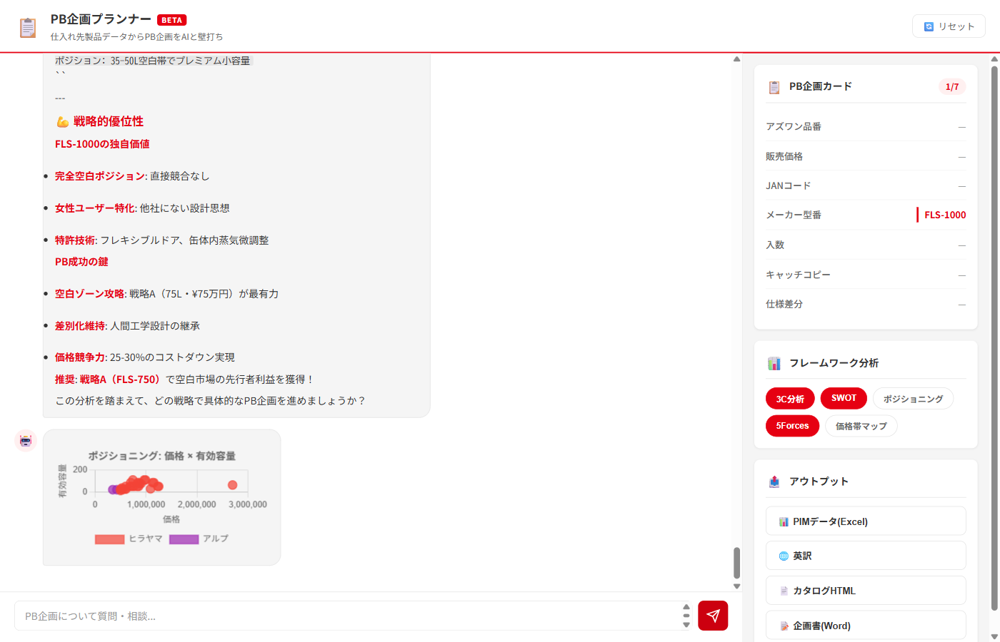 PB企画プランナー BETA
仕入れ先製品データからPB企画をAIと壁打ち
リセット
ポジション: 35-50L空白帯でプレミアム小容量
``
---
戦略的優位性
FLS-1000の独自価値
• 完全空白ポジション: 直接競合なし
• 女性ユーザー特化: 他社にない設計思想
• 特許技術: フレキシブルドア、缶体内蒸気微調整
PB成功の鍵
• 空白ゾーン攻略: 戦略A（75L・¥75万円）が最有力
• 差別化維持: 人間工学設計の継承
• 価格競争力: 25-30%のコストダウン実現
推奨: 戦略A（FLS-750）で空白市場の先行者利益を獲得！
この分析を踏まえて、どの戦略で具体的なPB企画を進めましょうか？
ポジショニング: 価格 × 有効容量
有効容量
200
0
0 1,000,000 2,000,000 3,000,000
価格
ヒラヤマ アルプ
PB企画について質問・相談...
PB企画カード 1/7
アズワン品番 —
販売価格 —
JANコード —
メーカー型番 FLS-1000
入数 —
キャッチコピー —
仕様差分 —
フレームワーク分析
3C分析 SWOT ポジショニング
5Forces 価格帯マップ
アウトプット
PIMデータ(Excel)
英訳
カタログHTML
企画書(Word)